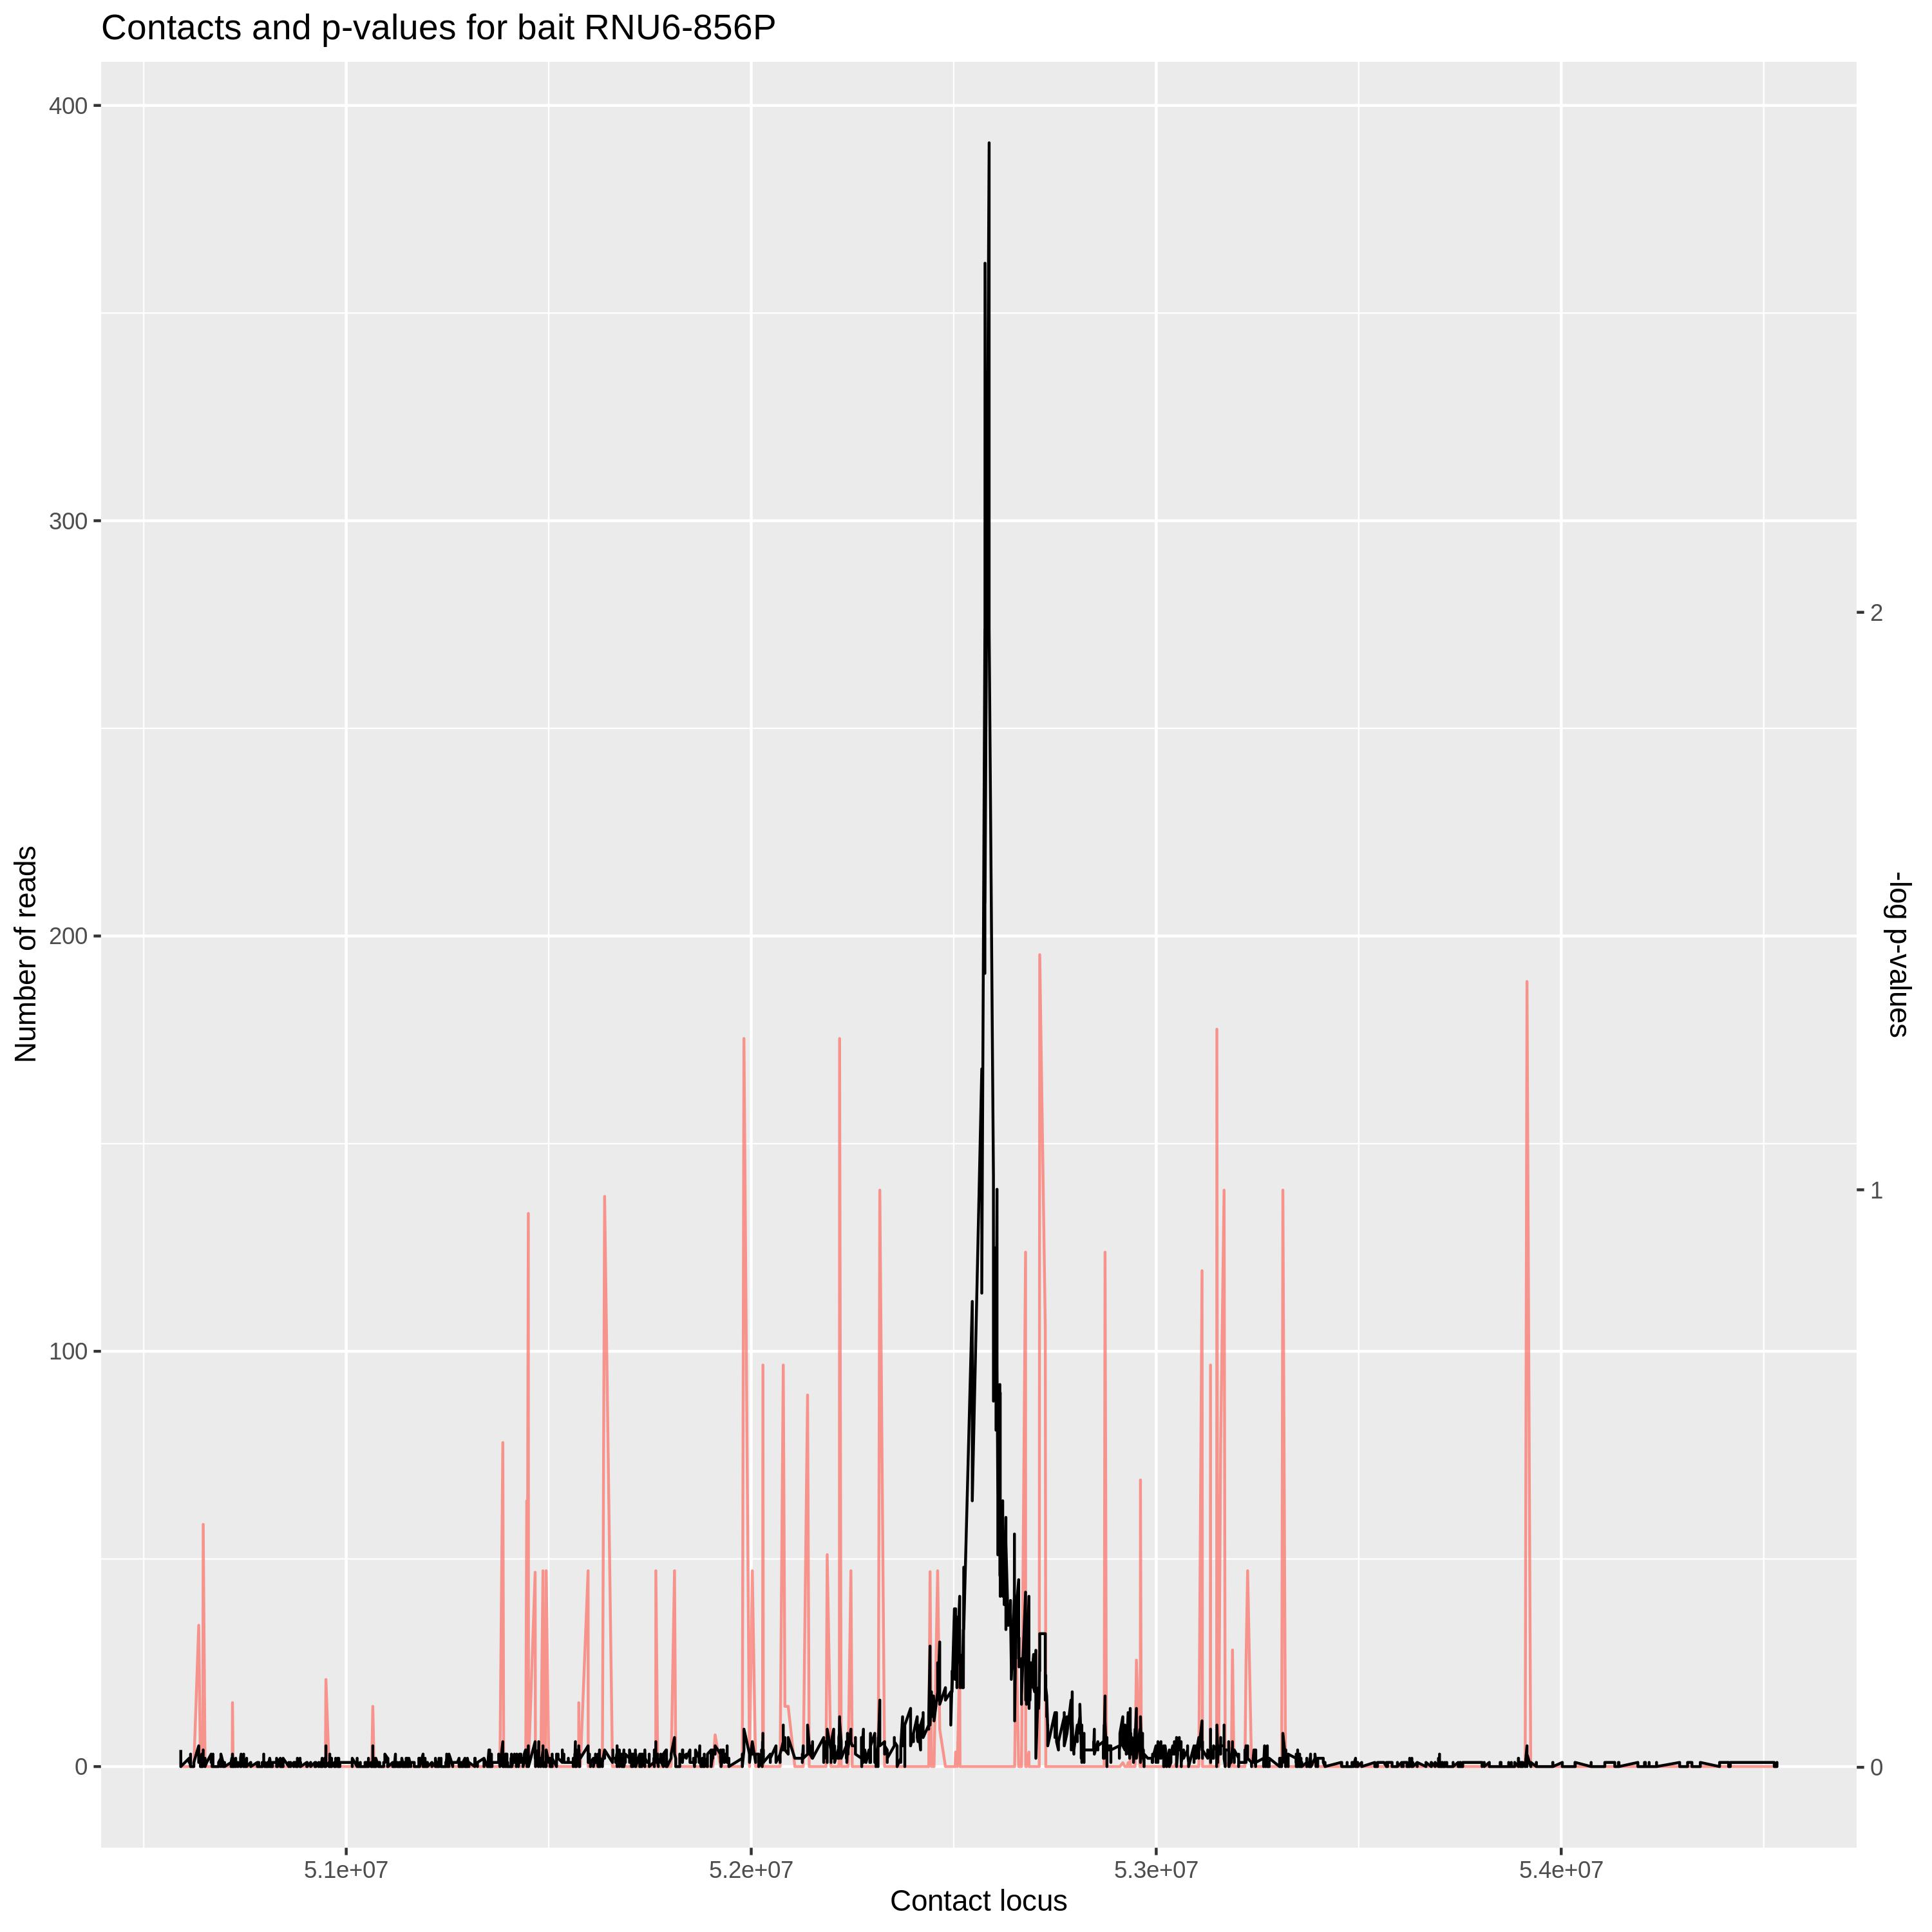 Contacts and p-values for bait RNU6-856P
400
300
200
100
0
Number of reads
2
1
0
-log p-values
5.1e+07
5.2e+07
5.3e+07
5.4e+07
Contact locus